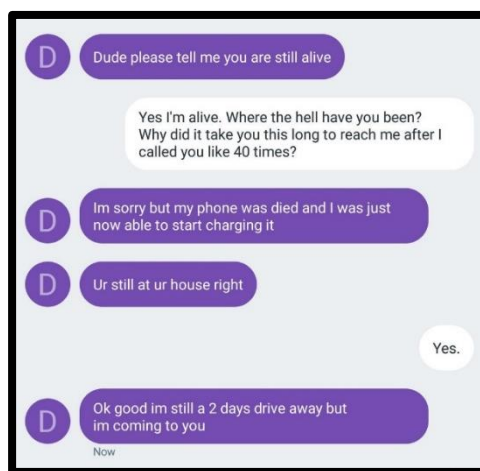 D
Dude please tell me you are still alive
Yes I'm alive. Where the hell have you been?
Why did it take you this long to reach me after I
called you like 40 times?
D
Im sorry but my phone was died and I was just
now able to start charging it
D
Ur still at ur house right
Yes.
D
Ok good im still a 2 days drive away but
im coming to you
Now